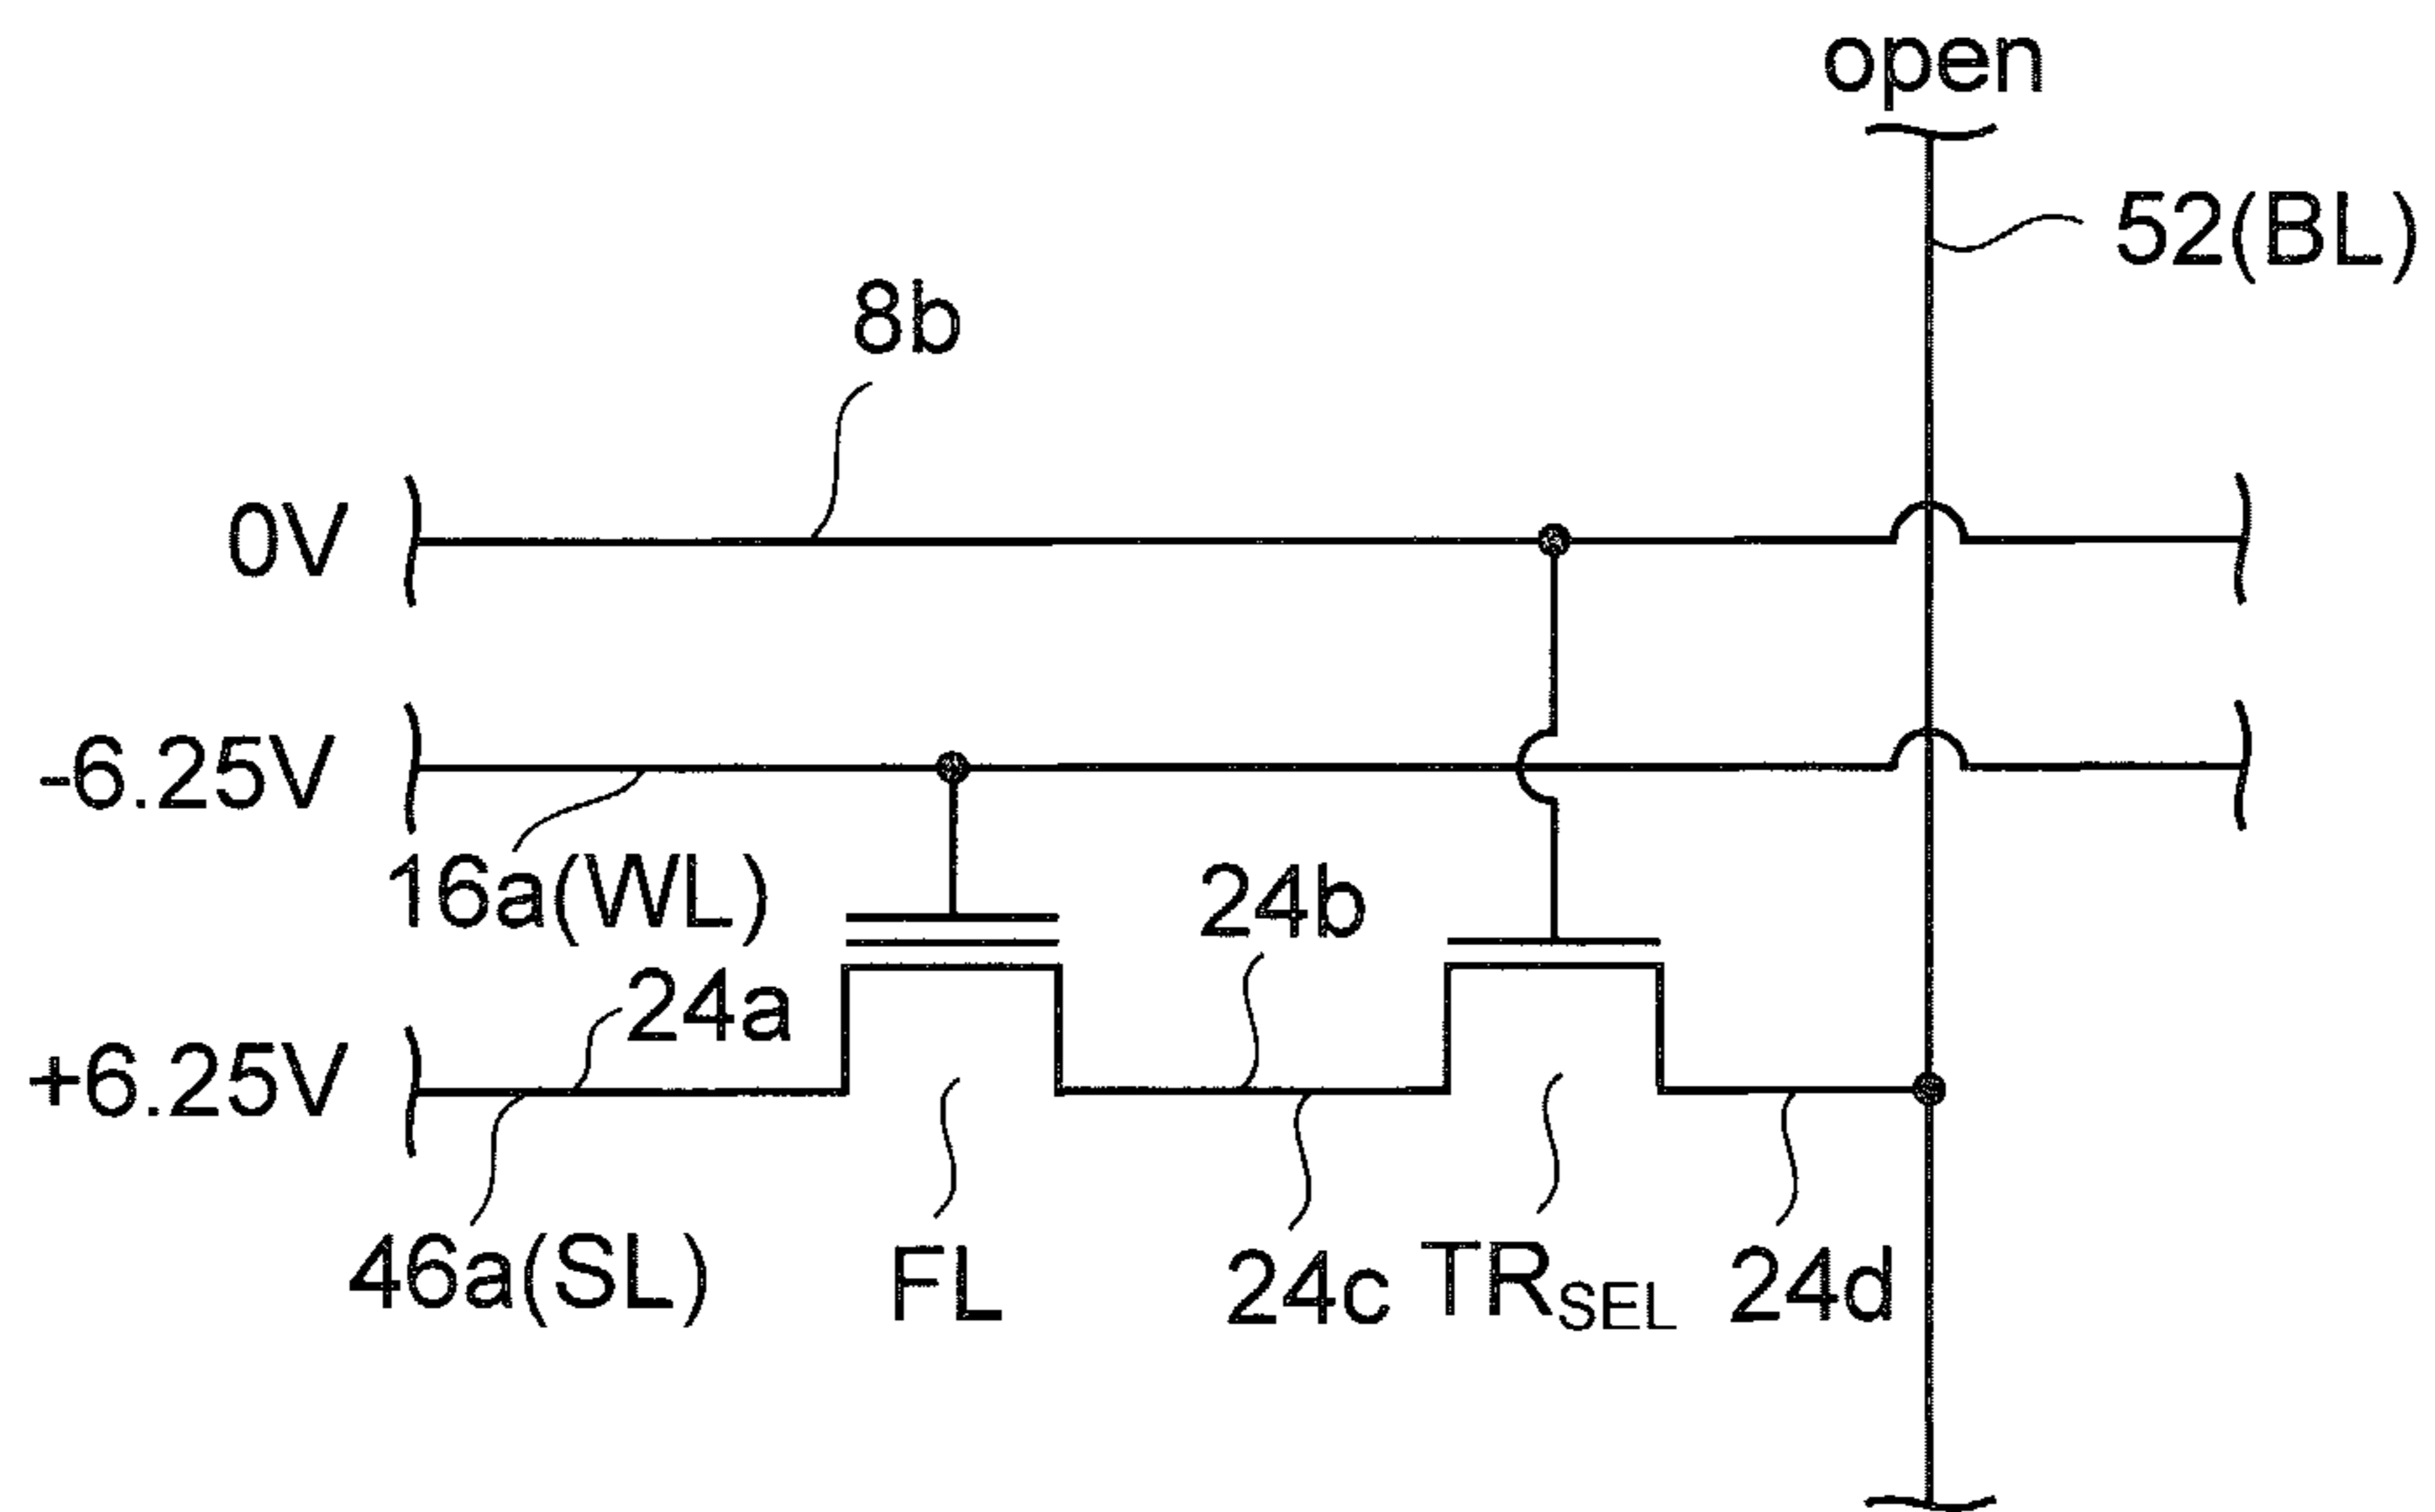 open
52(BL)
8b
0V
-6.25V
16a(WL)
24b
24a
+6.25V
46a(SL)
FL
24c
TRSEL
24d